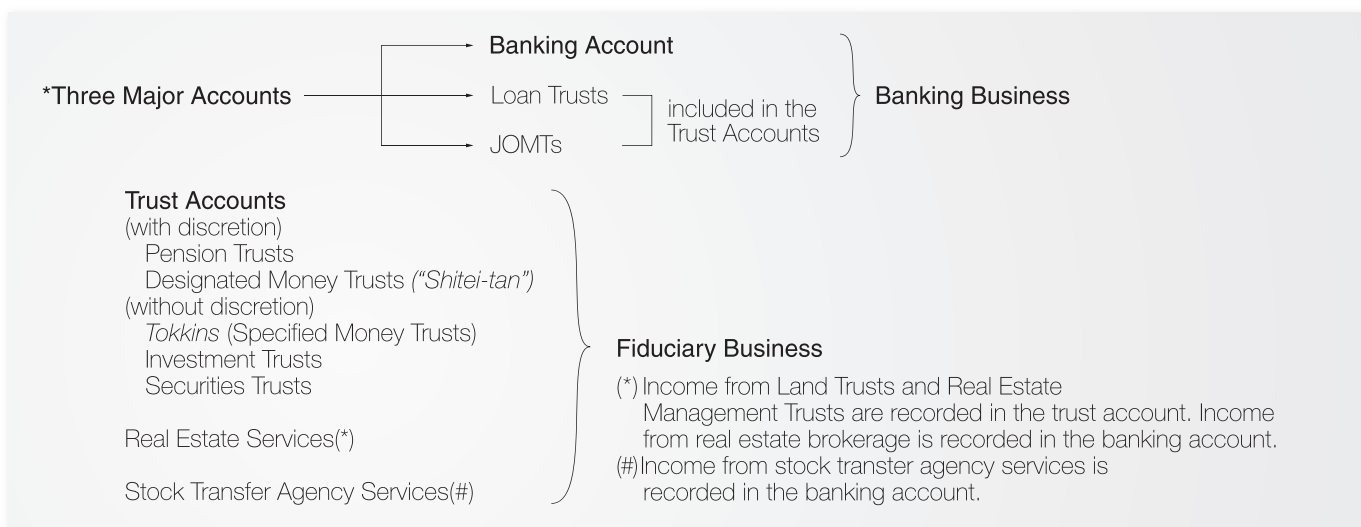 *Three Major Accounts
Banking Account
Loan Trusts
JOMTs
included in the
Trust Accounts
Banking Business
Trust Accounts
(with discretion)
Pension Trusts
Designated Money Trusts (“Shitei-tan”)
(without discretion)
Tokkins (Specified Money Trusts)
Investment Trusts
Securities Trusts
Real Estate Services(*)
Stock Transfer Agency Services(#)
Fiduciary Business
(*) Income from Land Trusts and Real Estate
Management Trusts are recorded in the trust account. Income
from real estate brokerage is recorded in the banking account.
(#)Income from stock transter agency services is
recorded in the banking account.